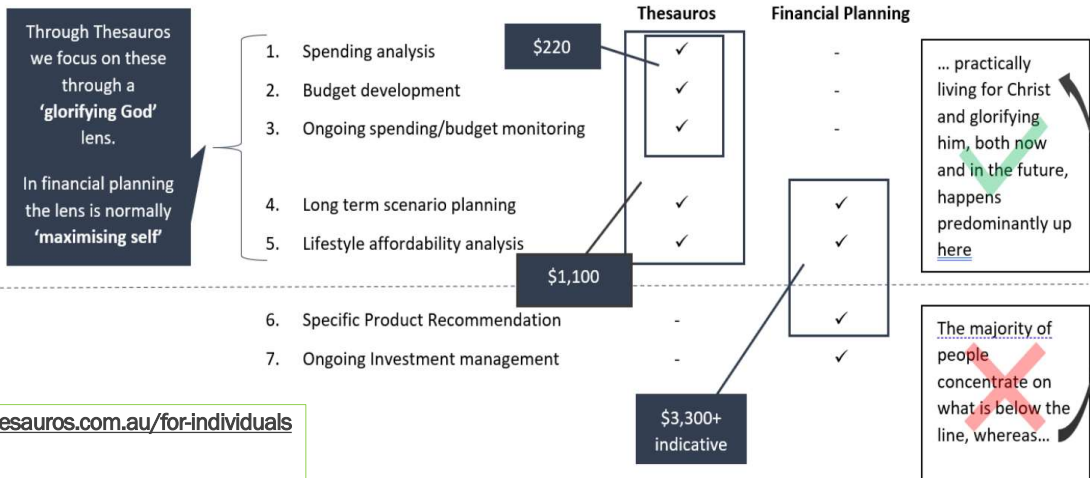 Thesauros Financial Planning
Through Thesauros
we focus on these
through a
‘glorifying God’
lens.
In financial planning
the lens is normally
‘maximising self’
1. Spending analysis ✓ -
2. Budget development ✓ -
3. Ongoing spending/budget monitoring ✓ -
4. Long term scenario planning ✓ ✓
5. Lifestyle affordability analysis ✓ ✓
6. Specific Product Recommendation - ✓
7. Ongoing Investment management - ✓
$220
$1,100
$3,300+
indicative
The majority of
people
concentrate on
what is below the
line, whereas...
... practically
living for Christ
and glorifying
him, both now
and in the future,
happens
predominantly up
here
esauros.com.au/for-individuals